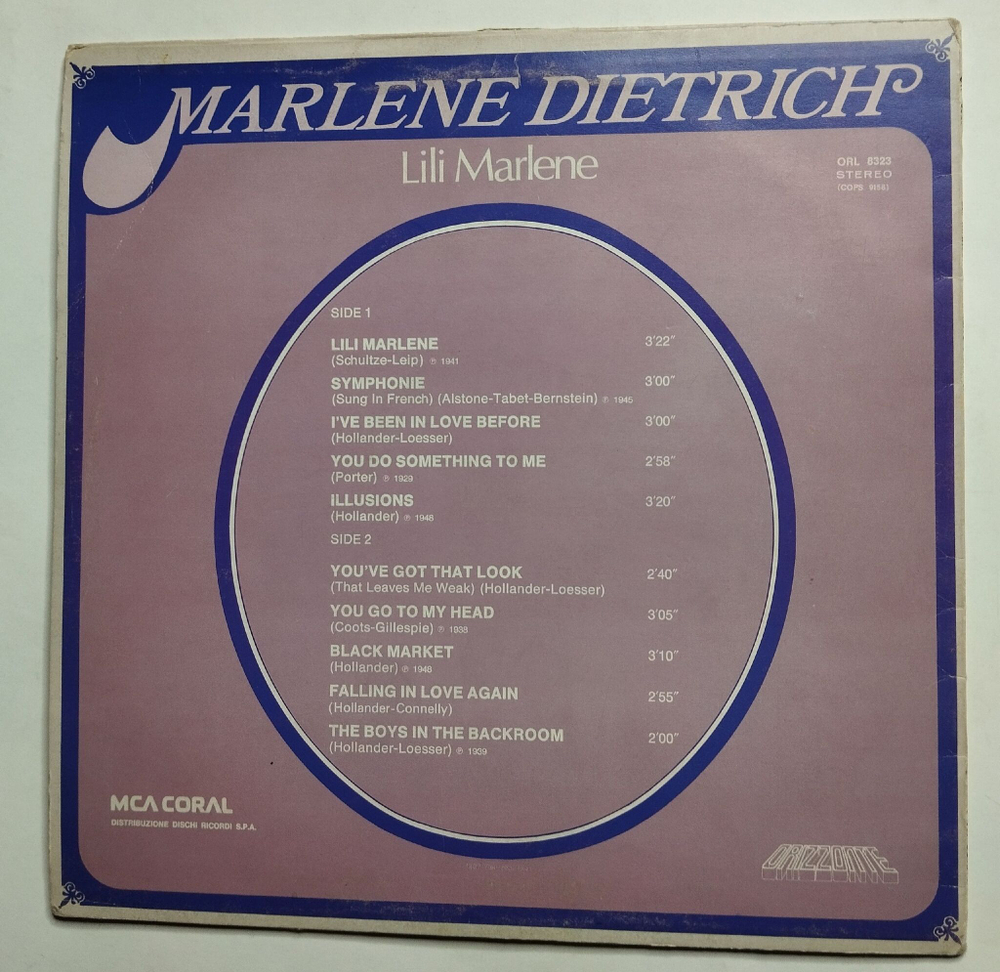 MARLENE DIETRICH
Lili Marlene
ORL 8323
STEREO
(COPS 9166)
SIDE 1
LILI MARLENE 3'22"
(Schultze-Leip) ℗ 1941
SYMPHONIE 3'00"
(Sung In French) (Alstone-Tabet-Bernstein) ℗ 1945
I'VE BEEN IN LOVE BEFORE 3'00"
(Hollander-Loesser)
YOU DO SOMETHING TO ME 2'58"
(Porter) ℗ 1929
ILLUSIONS 3'20"
(Hollander) ℗ 1948
SIDE 2
YOU'VE GOT THAT LOOK 2'40"
(That Leaves Me Weak) (Hollander-Loesser)
YOU GO TO MY HEAD 3'05"
(Coots-Gillespie) ℗ 1938
BLACK MARKET 3'10"
(Hollander) ℗ 1948
FALLING IN LOVE AGAIN 2'55"
(Hollander-Connelly)
THE BOYS IN THE BACKROOM 2'00"
(Hollander-Loesser) ℗ 1939
MCA CORAL
DISTRIBUZIONE DISCHI RICORDI S.P.A.
ORIZZONTE